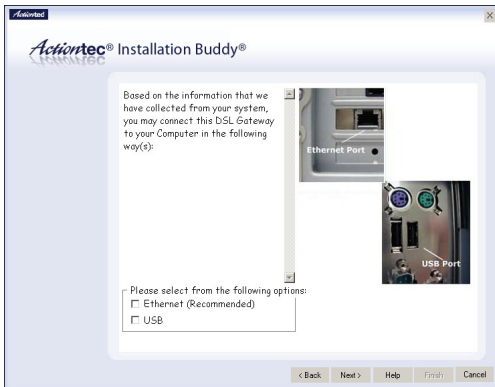 Actiontec
X
Actiontec® Installation Buddy®
Based on the information that we
have collected from your system,
you may connect this DSL Gateway
to your Computer in the following
way(s):
Ethernet Port
USB Port
Please select from the following options:
Ethernet (Recommended)
USB
< Back Next > Help Finish Cancel